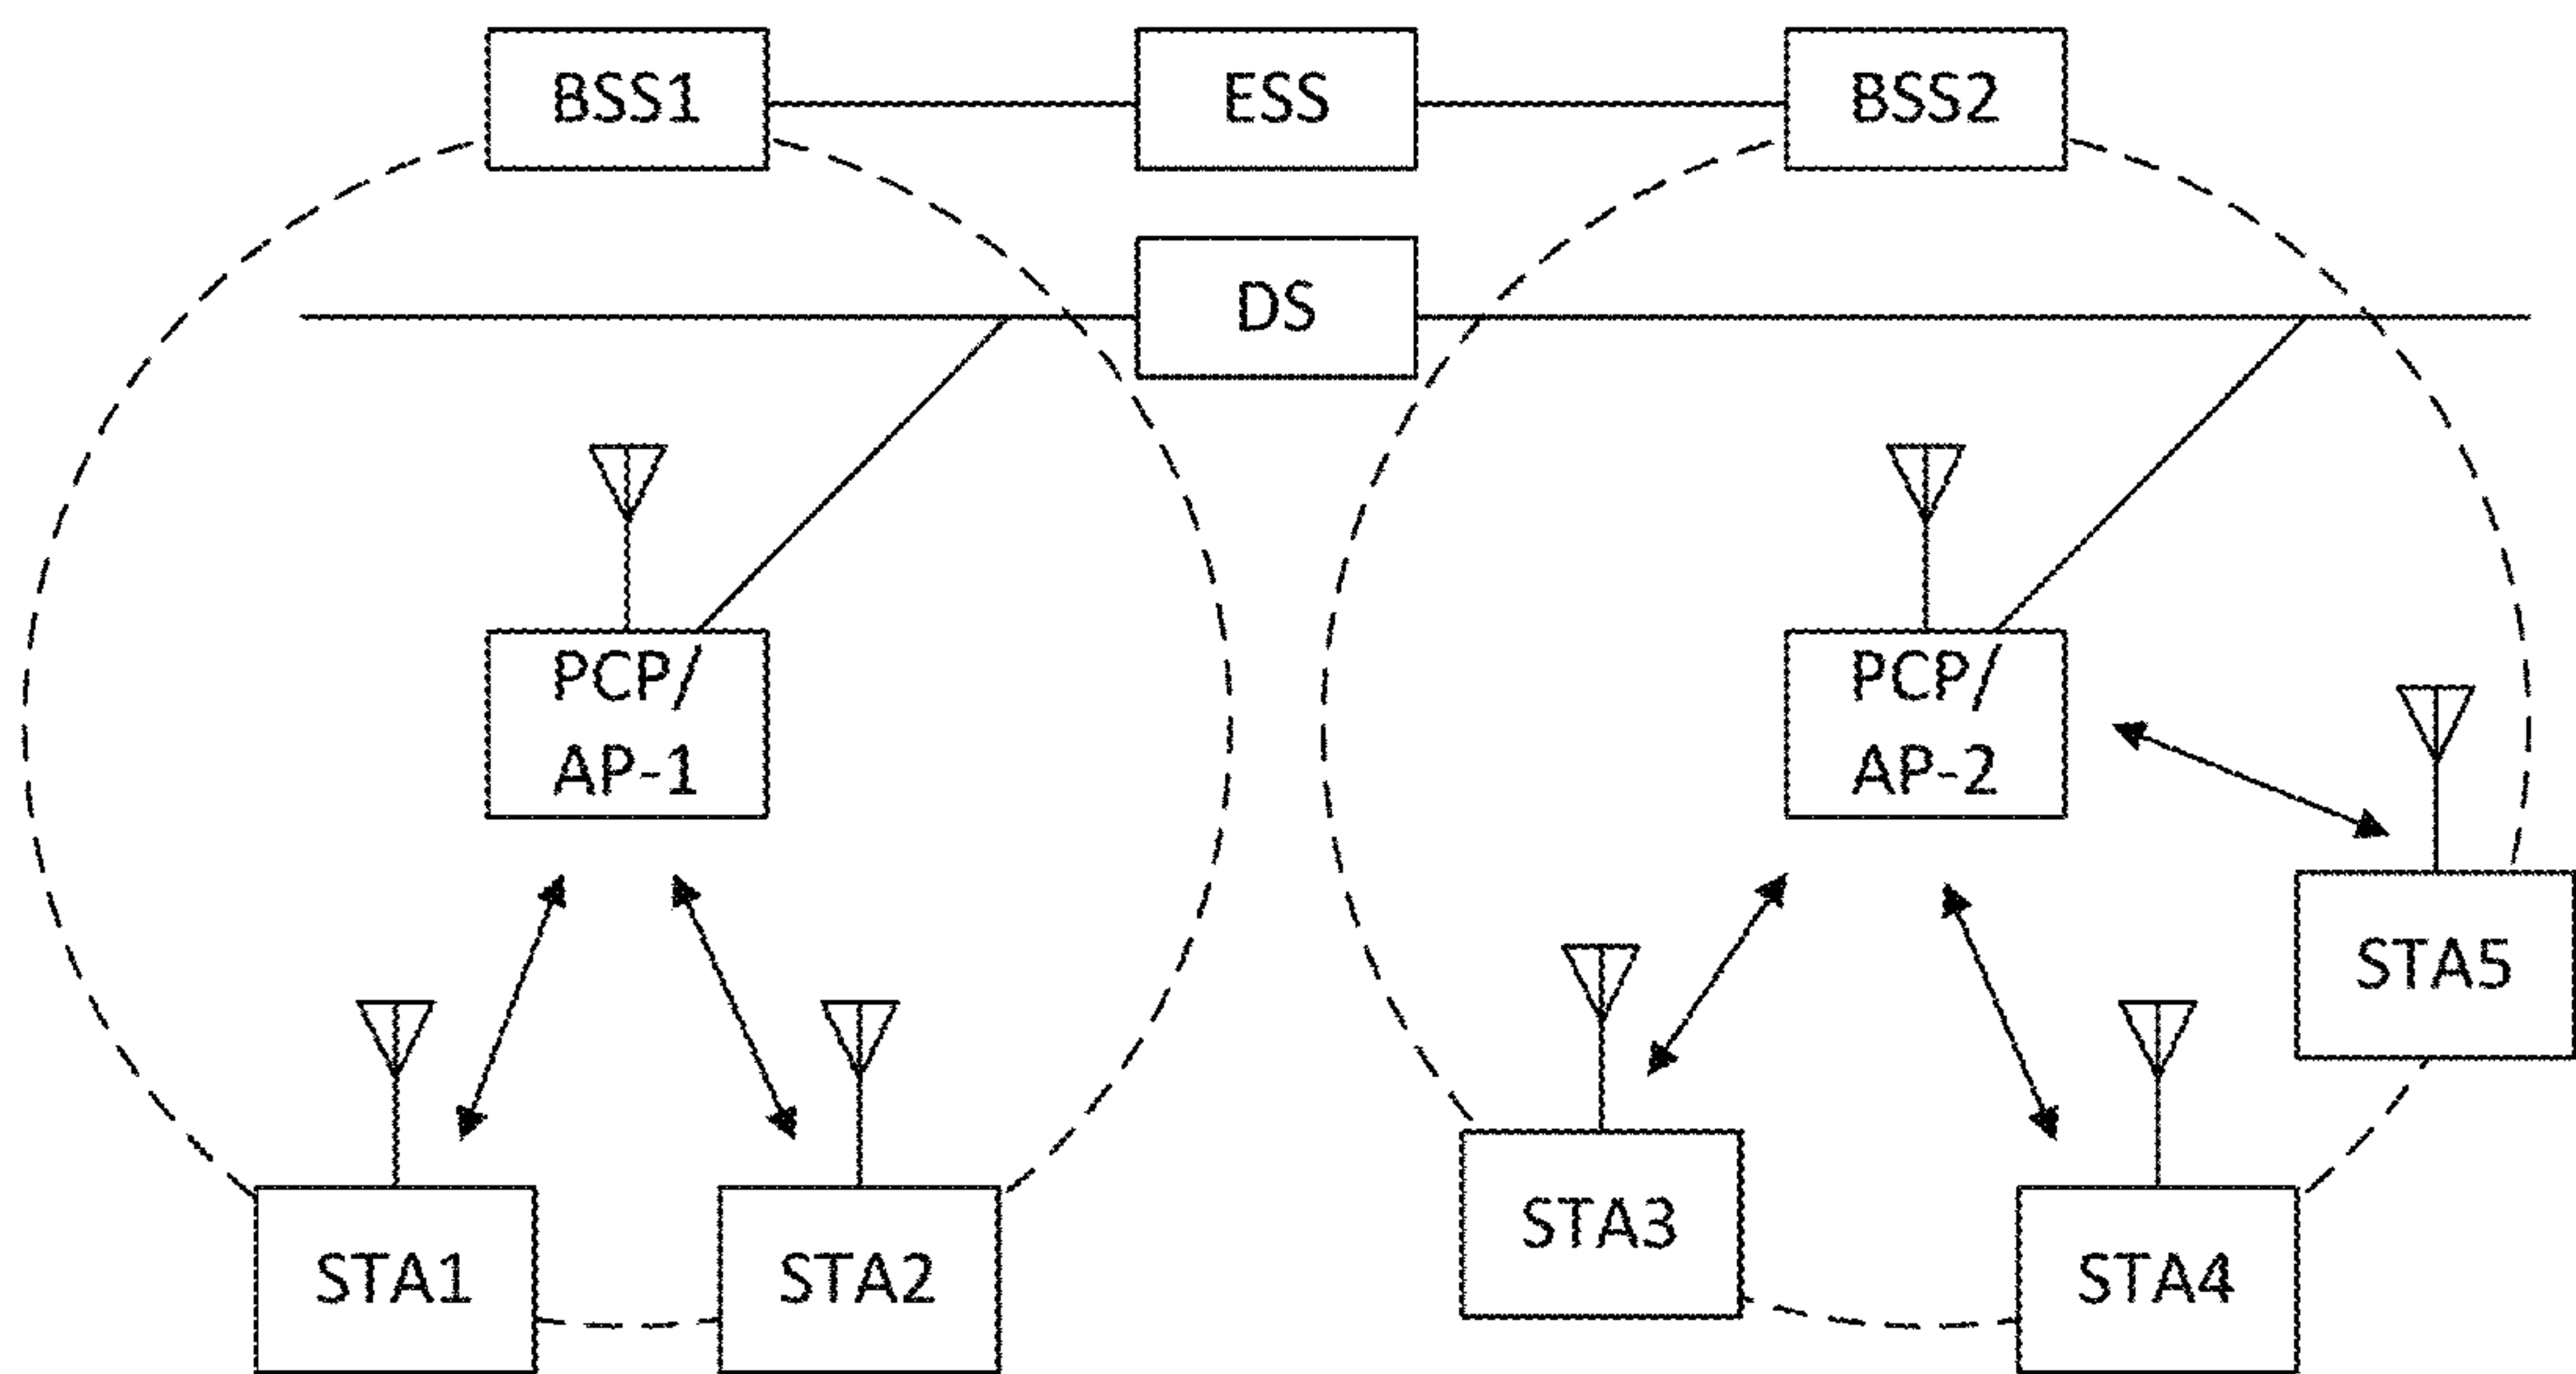 BSS1
ESS
BSS2
DS
PCP/
AP-1
PCP/
AP-2
STA5
STA3
STA1
STA2
STA4